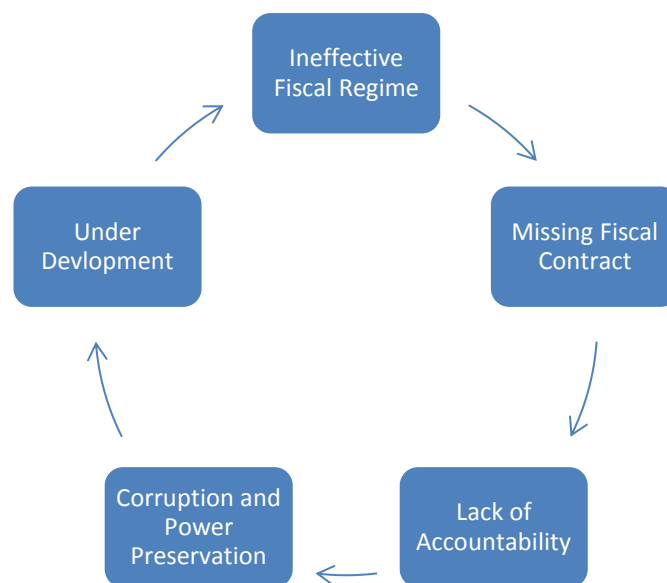 Ineffective
Fiscal Regime
Missing Fiscal
Contract
Lack of
Accountability
Corruption and
Power
Preservation
Under
Devlopment